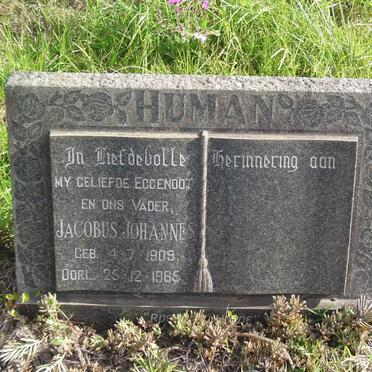 HUMAN
In Liefdevolle Herinnering aan
MY GELIEFDE EGGENOOT
EN ONS VADER
JACOBUS JOHANNES
GEB. 4-7-1909
OORL. 25-12-1985